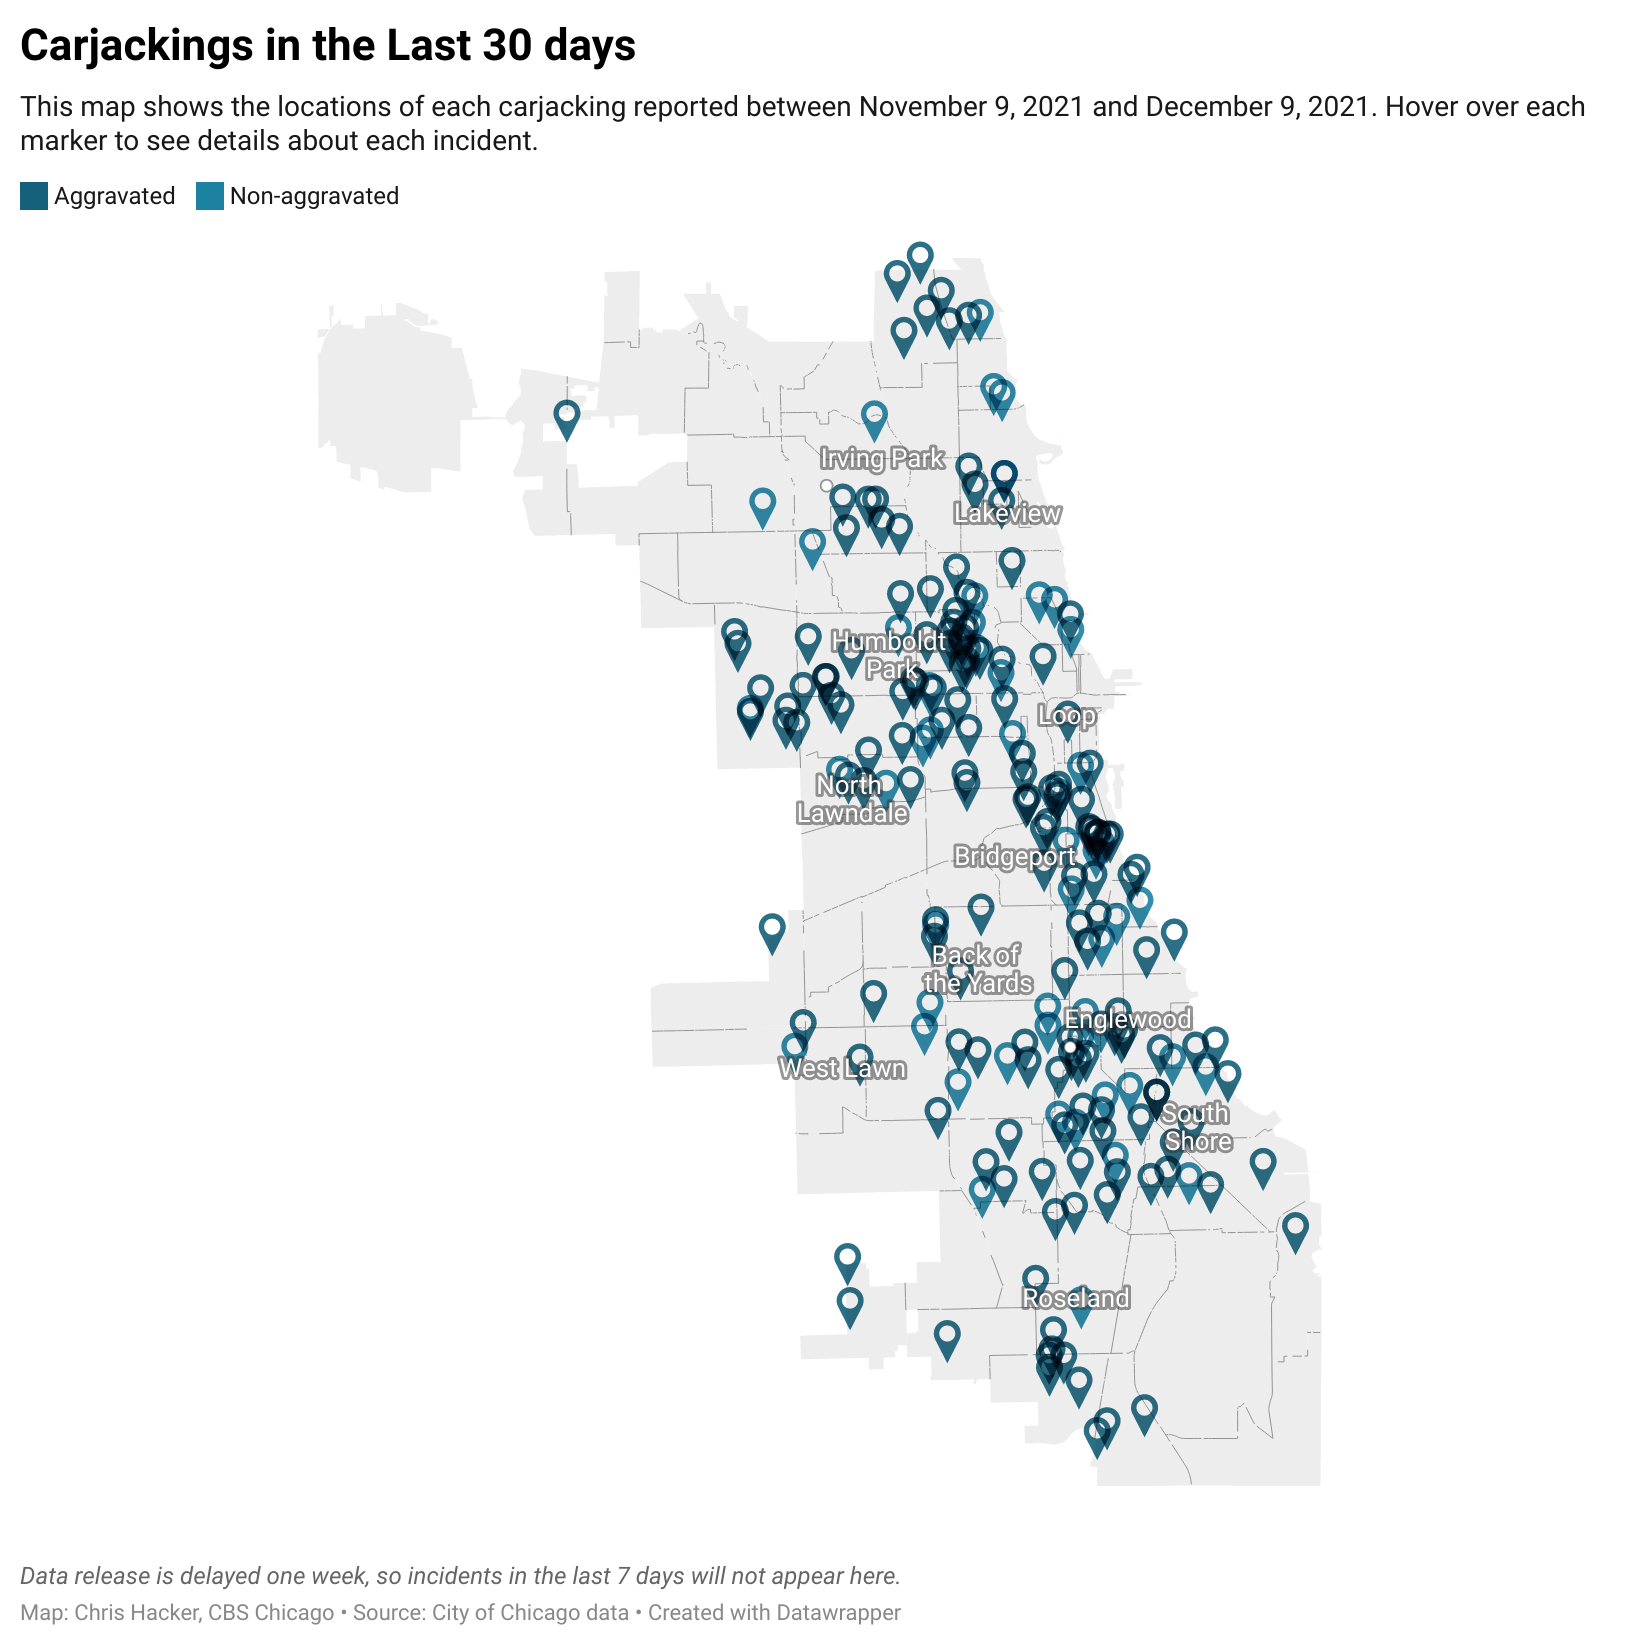 Carjackings in the Last 30 days
This map shows the locations of each carjacking reported between November 9, 2021 and December 9, 2021. Hover over each
marker to see details about each incident.
Aggravated Non-aggravated
Irving Park
Lakeview
Humboldt
Park
Loop
North
Lawndale
Bridgeport
Back of
the Yards
Englewood
West Lawn
South
Shore
Roseland
Data release is delayed one week, so incidents in the last 7 days will not appear here.
Map: Chris Hacker, CBS Chicago • Source: City of Chicago data • Created with Datawrapper